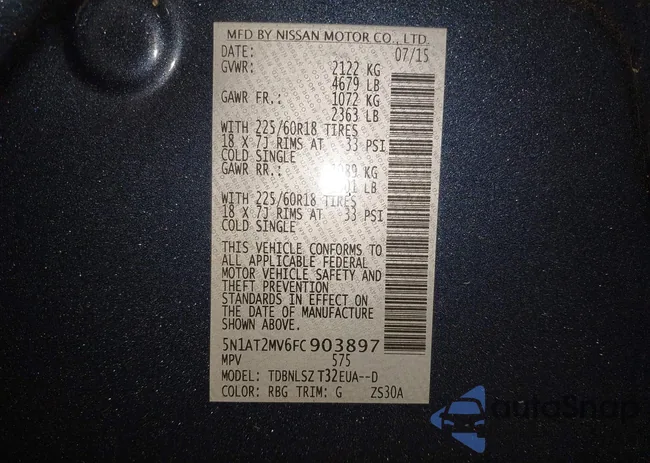 MFD BY NISSAN MOTOR CO., LTD.
DATE: 07/15
GVWR: 2122 KG
4679 LB
GAWR FR.: 1072 KG
2363 LB
WITH 225/60R18 TIRES
18 X 7J RIMS AT 33 PSI
COLD SINGLE
GAWR RR.: KG
LB
WITH 225/60R18 TIRES
18 X 7J RIMS AT 33 PSI
COLD SINGLE
THIS VEHICLE CONFORMS TO
ALL APPLICABLE FEDERAL
MOTOR VEHICLE SAFETY AND
THEFT PREVENTION
STANDARDS IN EFFECT ON
THE DATE OF MANUFACTURE
SHOWN ABOVE.
5N1AT2MV6FC903897
MPV 575
MODEL: TDBNLSZ T32EUA--D
COLOR: RBG TRIM: G ZS30A
autoSnap